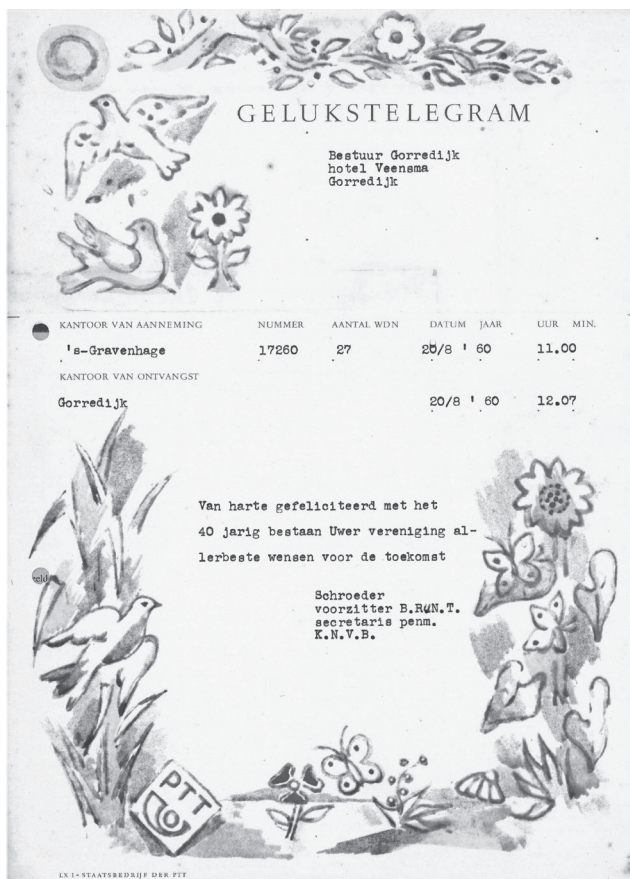 GELUKSTELEGRAM
Bestuur Gorredijk
hotel Veensma
Gorredijk
KANTOOR VAN AANNEMING NUMMER AANTAL WDN DATUM JAAR UUR MIN.
's-Gravenhage 17260 27 20/8 ' 60 11.00
KANTOOR VAN ONTVANGST
Gorredijk 20/8 ' 60 12.07
Van harte gefeliciteerd met het
40 jarig bestaan Uwer vereniging al-
lerbeste wensen voor de toekomst
Schroeder
voorzitter B.R.N.T.
secretaris penm.
K.N.V.B.
PTT
LX 1 • STAATSBEDRIJF DER PTT